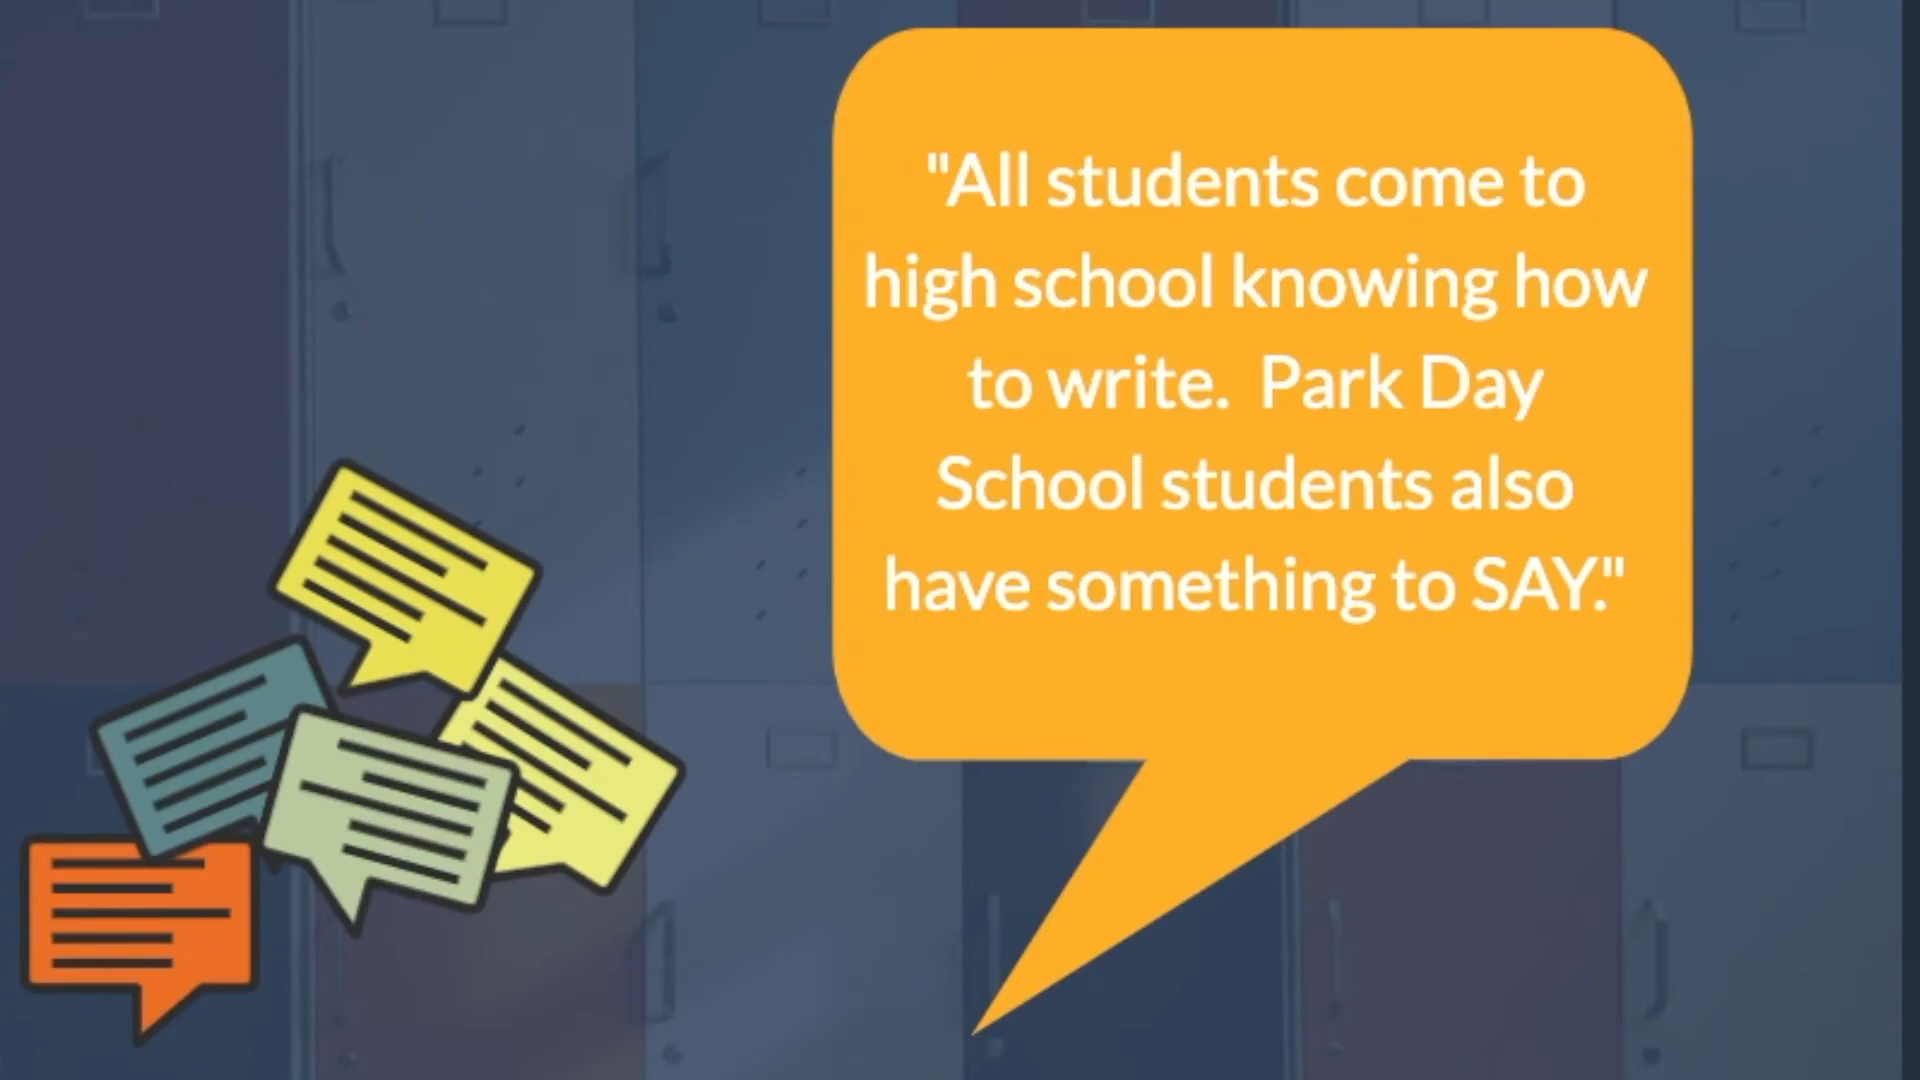 "All students come to
high school knowing how
to write.  Park Day
School students also
have something to SAY."